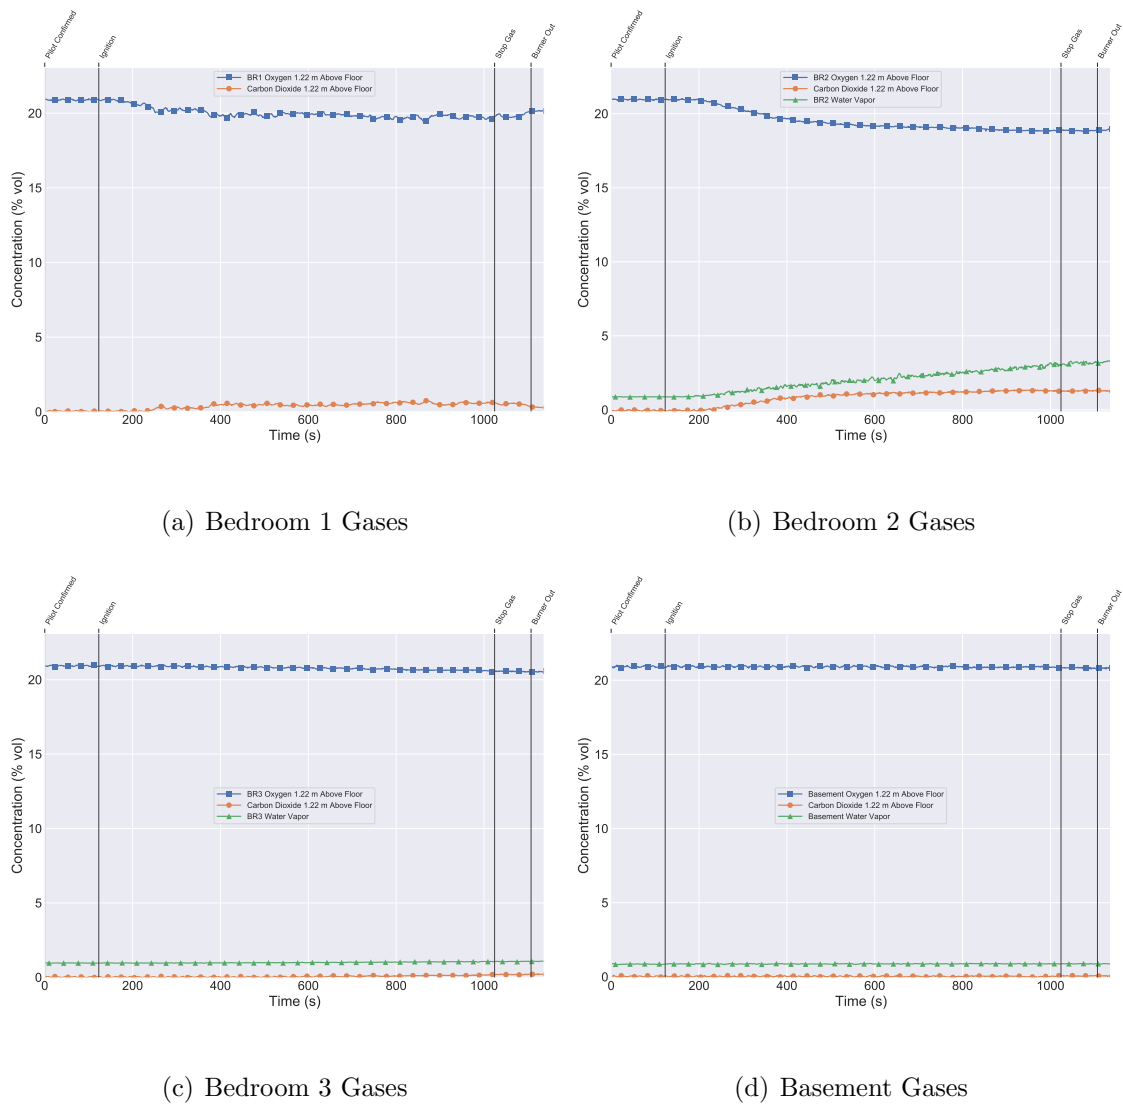 Pilot Confirmed
Ignition
Stop Gas
Burner Out
BR1 Oxygen 1.22 m Above Floor
Carbon Dioxide 1.22 m Above Floor
Concentration (% vol)
20
15
10
5
0
0 200 400 600 800 1000
Time (s)
(a) Bedroom 1 Gases
Pilot Confirmed
Ignition
Stop Gas
Burner Out
BR2 Oxygen 1.22 m Above Floor
Carbon Dioxide 1.22 m Above Floor
BR2 Water Vapor
Concentration (% vol)
20
15
10
5
0
0 200 400 600 800 1000
Time (s)
(b) Bedroom 2 Gases
Pilot Confirmed
Ignition
Stop Gas
Burner Out
BR3 Oxygen 1.22 m Above Floor
Carbon Dioxide 1.22 m Above Floor
BR3 Water Vapor
Concentration (% vol)
20
15
10
5
0
0 200 400 600 800 1000
Time (s)
(c) Bedroom 3 Gases
Pilot Confirmed
Ignition
Stop Gas
Burner Out
Basement Oxygen 1.22 m Above Floor
Carbon Dioxide 1.22 m Above Floor
Basement Water Vapor
Concentration (% vol)
20
15
10
5
0
0 200 400 600 800 1000
Time (s)
(d) Basement Gases